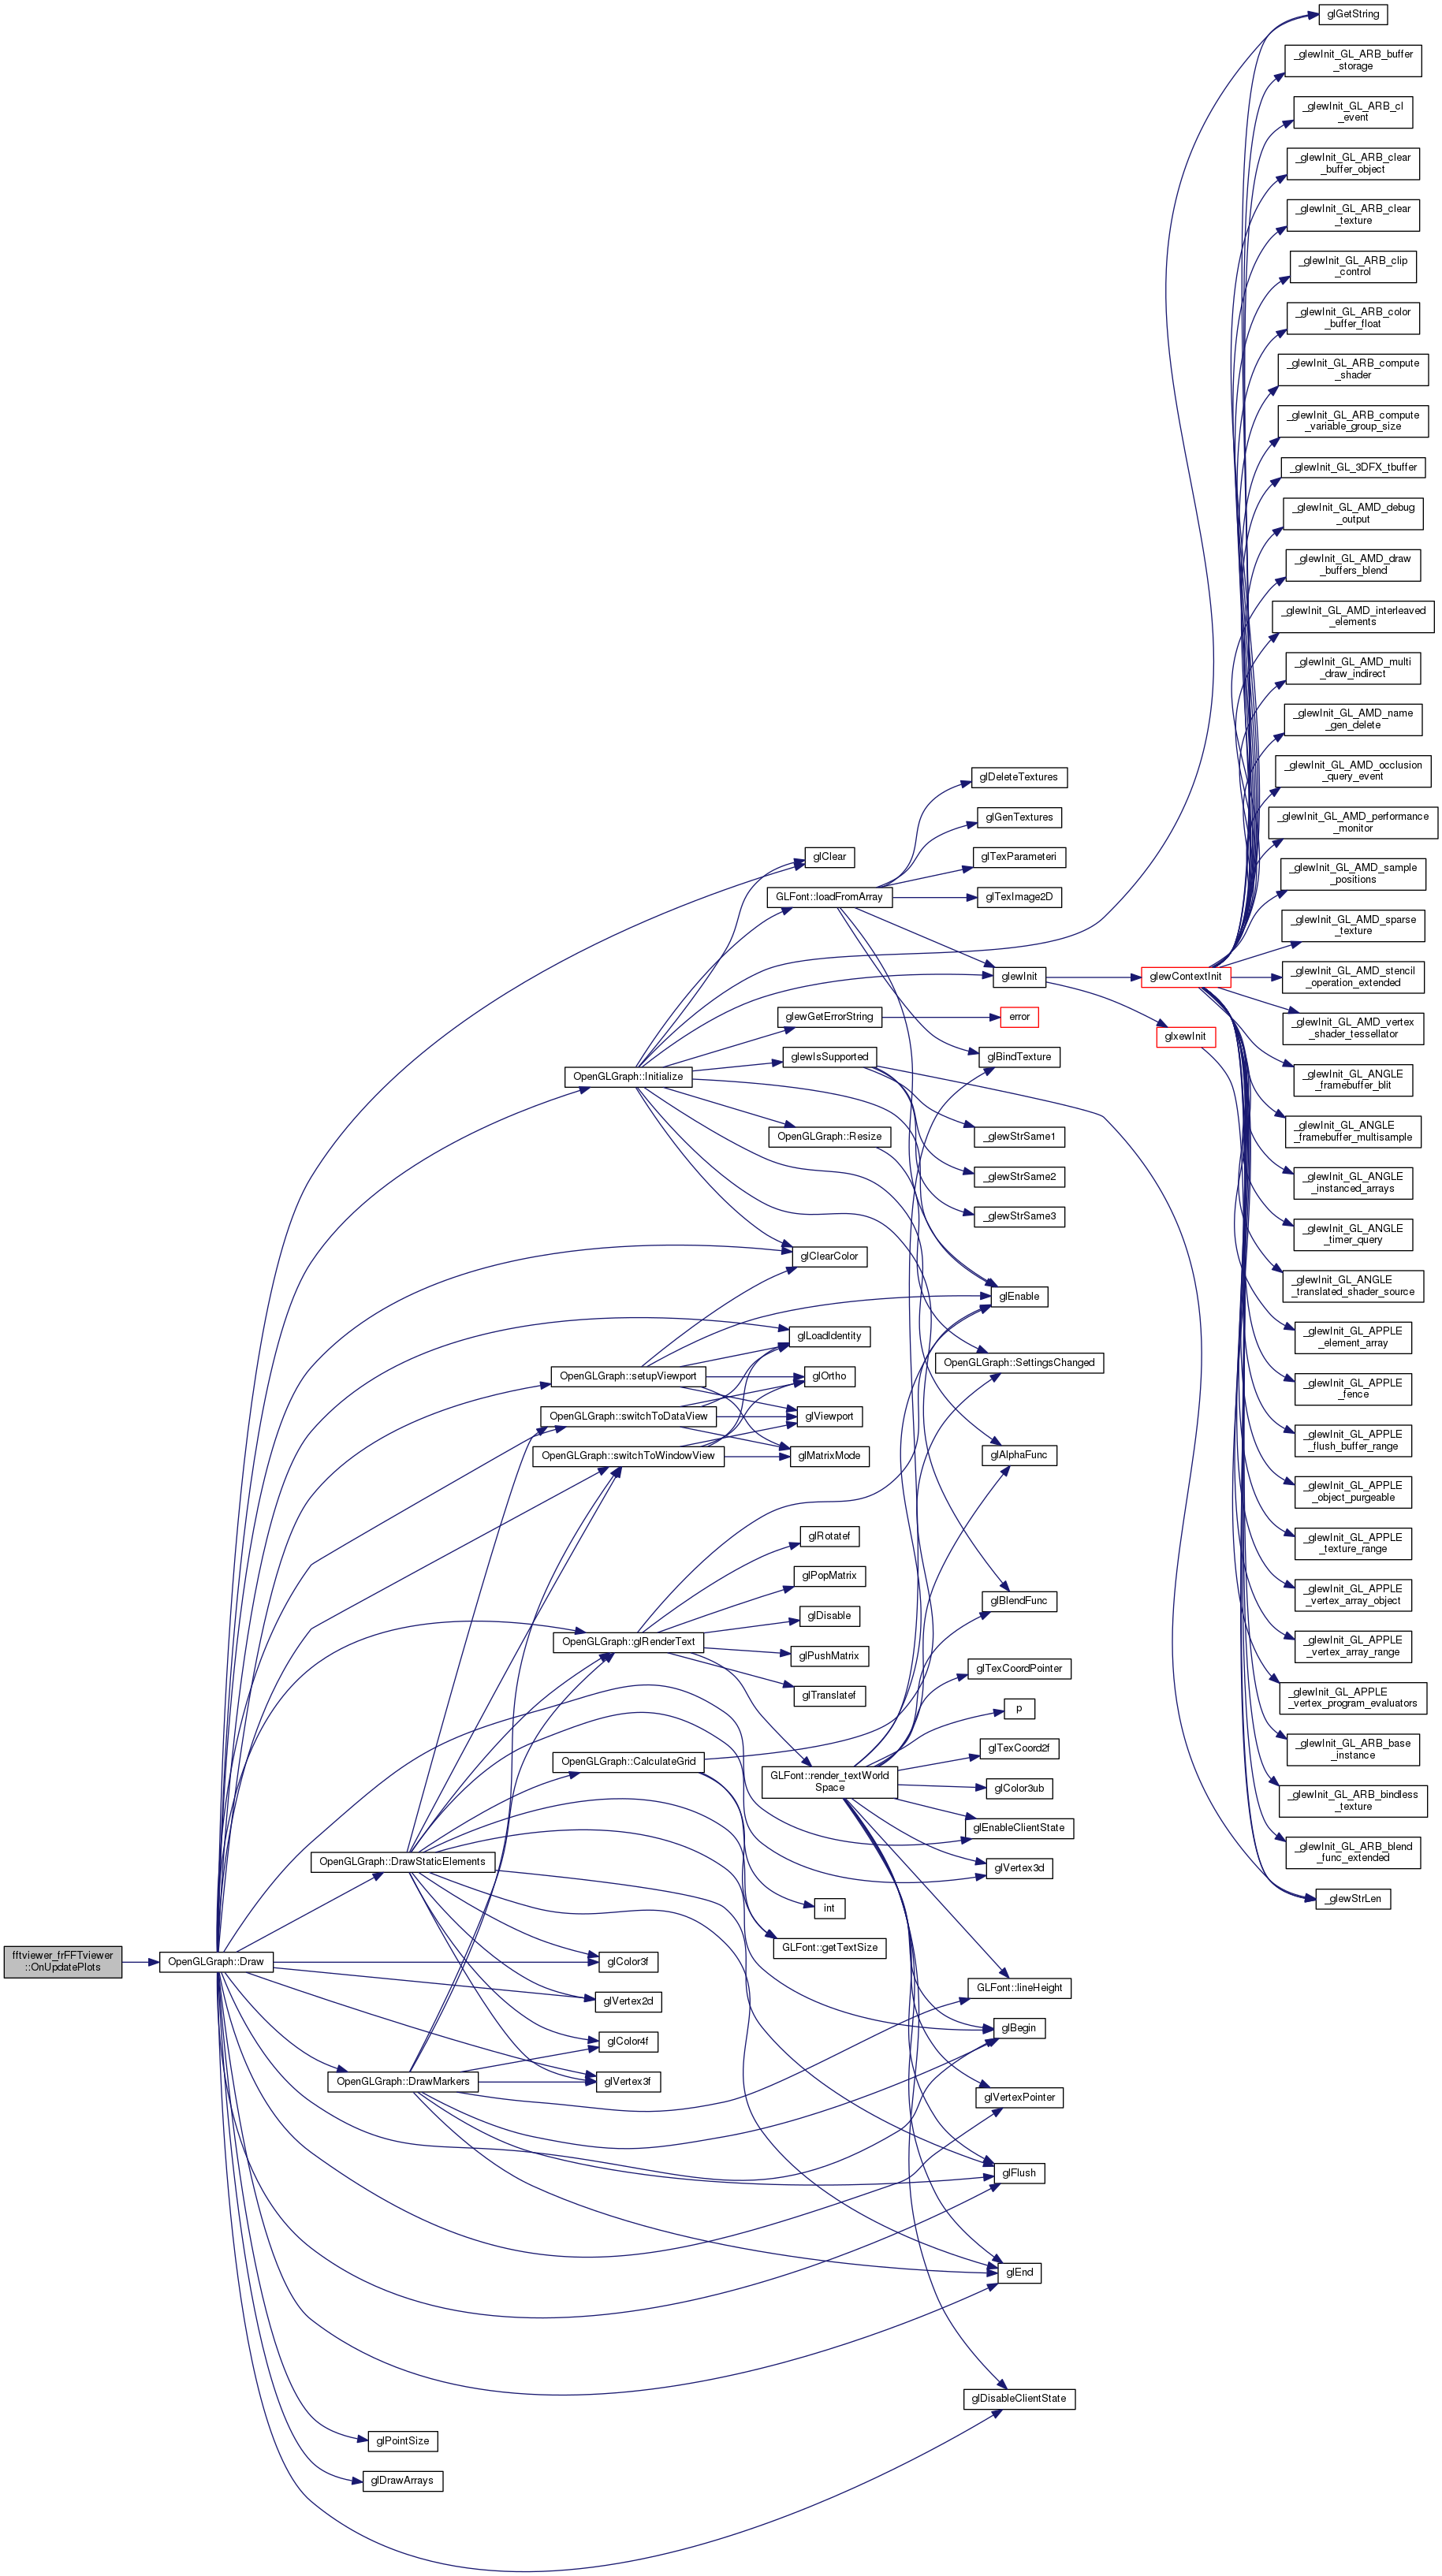 fftviewer_frFFTviewer
::OnUpdatePlots
OpenGLGraph::Draw
OpenGLGraph::DrawStaticElements
OpenGLGraph::DrawMarkers
glPointSize
glDrawArrays
OpenGLGraph::Initialize
OpenGLGraph::setupViewport
OpenGLGraph::switchToDataView
OpenGLGraph::switchToWindowView
OpenGLGraph::glRenderText
OpenGLGraph::CalculateGrid
glColor3f
glVertex2d
glColor4f
glVertex3f
glClear
GLFont::loadFromArray
glewGetErrorString
glewIsSupported
OpenGLGraph::Resize
glClearColor
glLoadIdentity
glOrtho
glViewport
glMatrixMode
glRotatef
glPopMatrix
glDisable
glPushMatrix
glTranslatef
GLFont::render_textWorld
Space
int
GLFont::getTextSize
glDeleteTextures
glGenTextures
glTexParameteri
glTexImage2D
glewInit
error
glBindTexture
_glewStrSame1
_glewStrSame2
_glewStrSame3
glEnable
OpenGLGraph::SettingsChanged
glAlphaFunc
glBlendFunc
glTexCoordPointer
p
glTexCoord2f
glColor3ub
glEnableClientState
glVertex3d
GLFont::lineHeight
glBegin
glVertexPointer
glFlush
glEnd
glDisableClientState
glewContextInit
glxewInit
glGetString
_glewInit_GL_ARB_buffer
_storage
_glewInit_GL_ARB_cl
_event
_glewInit_GL_ARB_clear
_buffer_object
_glewInit_GL_ARB_clear
_texture
_glewInit_GL_ARB_clip
_control
_glewInit_GL_ARB_color
_buffer_float
_glewInit_GL_ARB_compute
_shader
_glewInit_GL_ARB_compute
_variable_group_size
_glewInit_GL_3DFX_tbuffer
_glewInit_GL_AMD_debug
_output
_glewInit_GL_AMD_draw
_buffers_blend
_glewInit_GL_AMD_interleaved
_elements
_glewInit_GL_AMD_multi
_draw_indirect
_glewInit_GL_AMD_name
_gen_delete
_glewInit_GL_AMD_occlusion
_query_event
_glewInit_GL_AMD_performance
_monitor
_glewInit_GL_AMD_sample
_positions
_glewInit_GL_AMD_sparse
_texture
_glewInit_GL_AMD_stencil
_operation_extended
_glewInit_GL_AMD_vertex
_shader_tessellator
_glewInit_GL_ANGLE
_framebuffer_blit
_glewInit_GL_ANGLE
_framebuffer_multisample
_glewInit_GL_ANGLE
_instanced_arrays
_glewInit_GL_ANGLE
_timer_query
_glewInit_GL_ANGLE
_translated_shader_source
_glewInit_GL_APPLE
_element_array
_glewInit_GL_APPLE
_fence
_glewInit_GL_APPLE
_flush_buffer_range
_glewInit_GL_APPLE
_object_purgeable
_glewInit_GL_APPLE
_texture_range
_glewInit_GL_APPLE
_vertex_array_object
_glewInit_GL_APPLE
_vertex_array_range
_glewInit_GL_APPLE
_vertex_program_evaluators
_glewInit_GL_ARB_base
_instance
_glewInit_GL_ARB_bindless
_texture
_glewInit_GL_ARB_blend
_func_extended
_glewStrLen